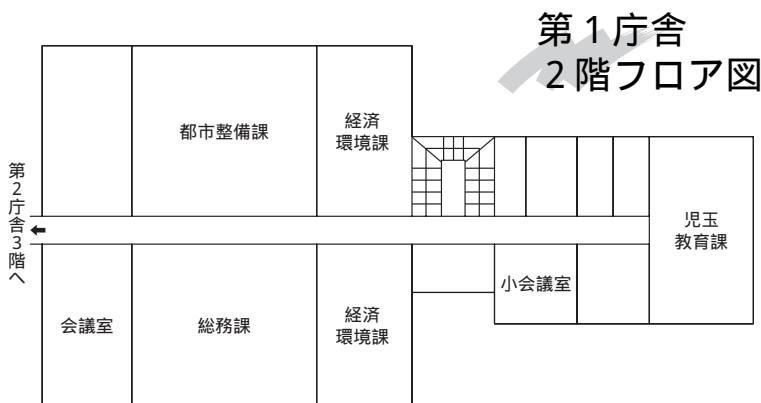 第1庁舎
2階フロア図
都市整備課
経済
環境課
第2庁舎3階へ
児玉
教育課
小会議室
会議室
総務課
経済
環境課